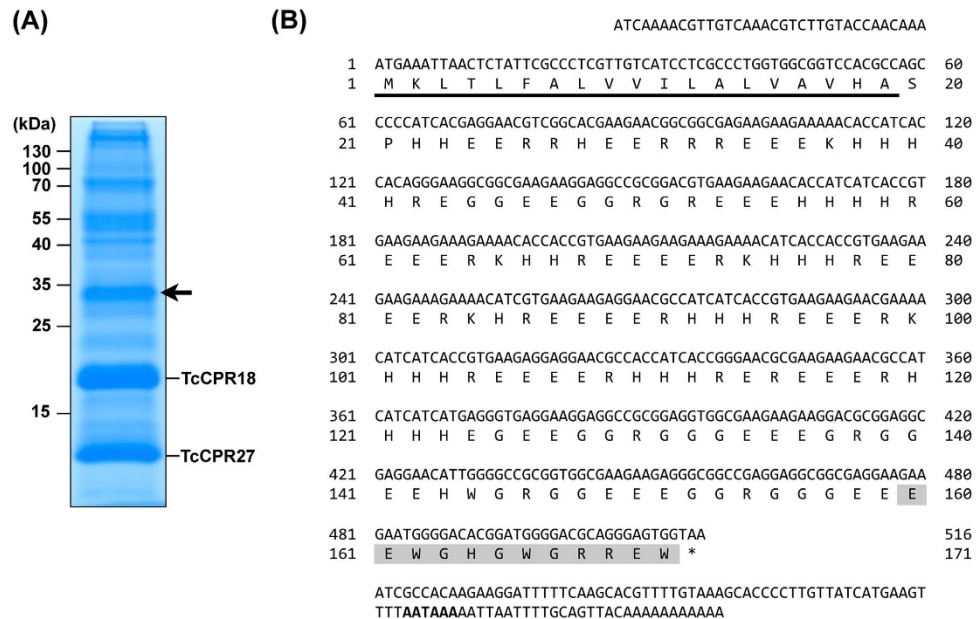 (A)
(B)
(kDa)
130
100
70
55
40
35
25
15
TcCPR18
TcCPR27
ATCAAAACGTTGTCAAACGTCTTGTACCAACAAA
1 ATGAAATTAACTCTATTCGCCCTCGTTGTCATCCTCGCCCTGGTGGCGGTCCACGCCAGC 60
1 M K L T L F A L V V I L A L V A V H A S 20
61 CCCCATCACGAGGAACGTCGGCACGAAGAACGGCGGCGAGAAGAAGAAAAACACCATCAC 120
21 P H H E E R R H E E R R R E E E K H H H 40
121 CACAGGGAAGGCGGCGAAGAAGGAGGCCGCGGACGTGAAGAAGAACACCATCATCACCGT 180
41 H R E G G E E G G R G R E E E H H H H R 60
181 GAAGAAGAAAGAAAACACCACCGTGAAGAAGAAGAAAGAAAACATCACCACCGTGAAGAA 240
61 E E E R K H H R E E E E R K H H H R E E 80
241 GAAGAAAGAAAACATCGTGAAGAAGAGGAACGCCATCATCACCGTGAAGAAGAACGAAAA 300
81 E E R K H R E E E E R H H H R E E E R K 100
301 CATCATCACCGTGAAGAGGAGGAACGCCACCATCACCGGGAACGCGAAGAAGAACGCCAT 360
101 H H H R E E E E R H H H R E R E E E R H 120
361 CATCATCATGAGGGTGAGGAAGGAGGCCGCGGAGGTGGCGAAGAAGAAGGACGCGGAGGC 420
121 H H H E G E E G G R G G G E E E G R G G 140
421 GAGGAACATTGGGGCCGCGGTGGCGAAGAAGAGGGCGGCCGAGGAGGCGGCGAGGAAGAA 480
141 E E H W G R G G E E E G G R G G G E E E 160
481 GAATGGGGACACGGATGGGGACGCAGGGAGTGGTAA 516
161 E W G H G W G R R E W * 171
ATCGCCACAAGAAGGATTTTTCAAGCACGTTTTGTAAAGCACCCCTTGTTATCATGAAGT
TTTAATAAAAATTAATTTTGCAGTTACAAAAAAAAAAAA